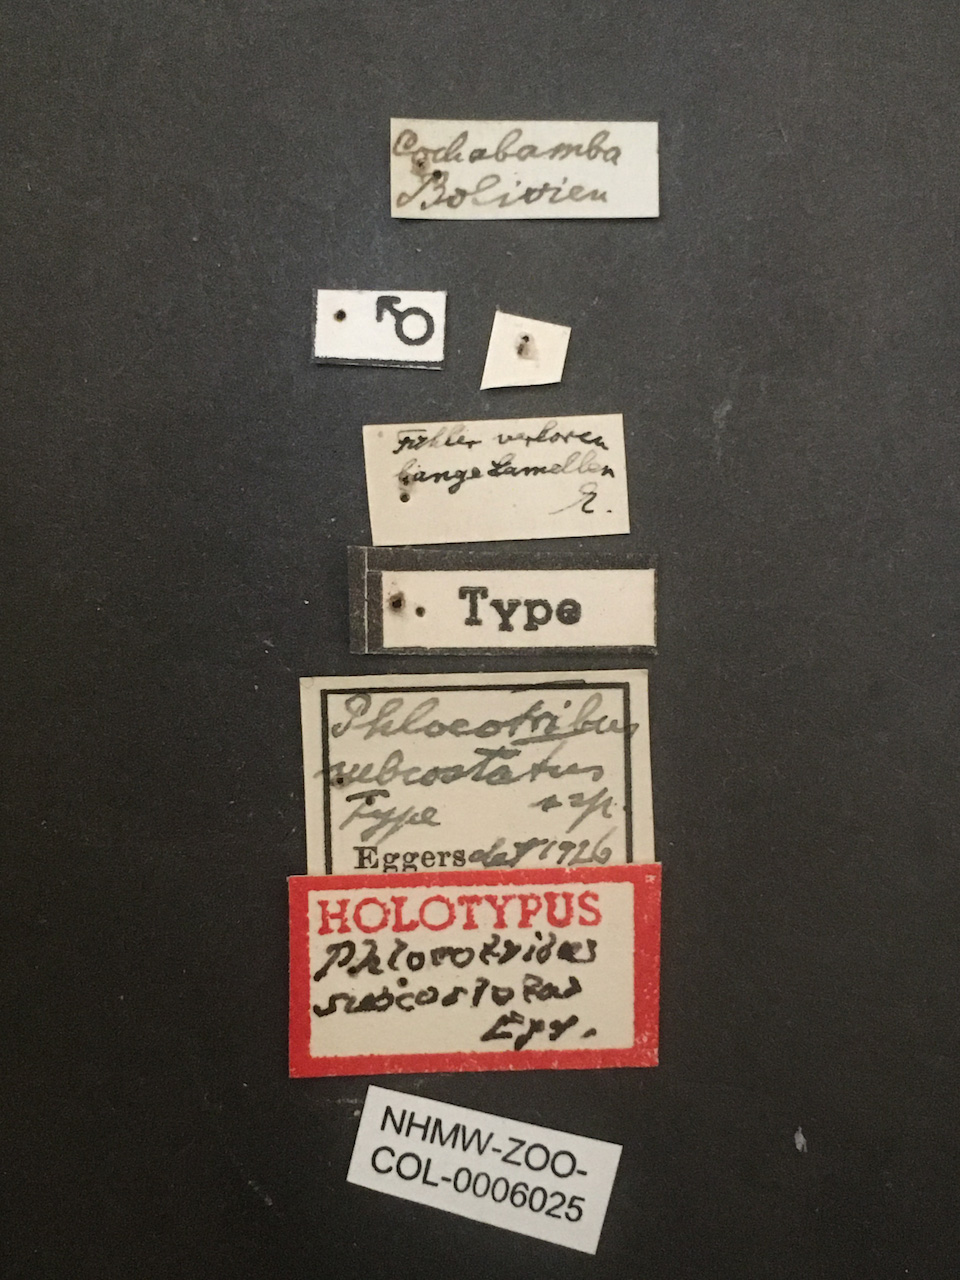 Cochabamba
Bolivien
♂
Fühler verloren
lange Lamellen
E.
Type
Phloeotribus
subcostatus
Type n. sp.
Eggers det 1926
HOLOTYPUS
Phloeotribus
subcostatus
Egg.
NHMW-ZOO-
COL-0006025